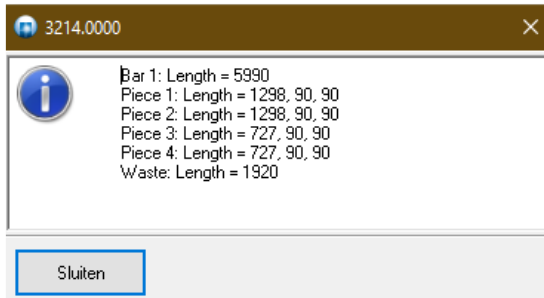 3214.0000
Bar 1: Length = 5990
Piece 1: Length = 1298, 90, 90
Piece 2: Length = 1298, 90, 90
Piece 3: Length = 727, 90, 90
Piece 4: Length = 727, 90, 90
Waste: Length = 1920
Sluiten